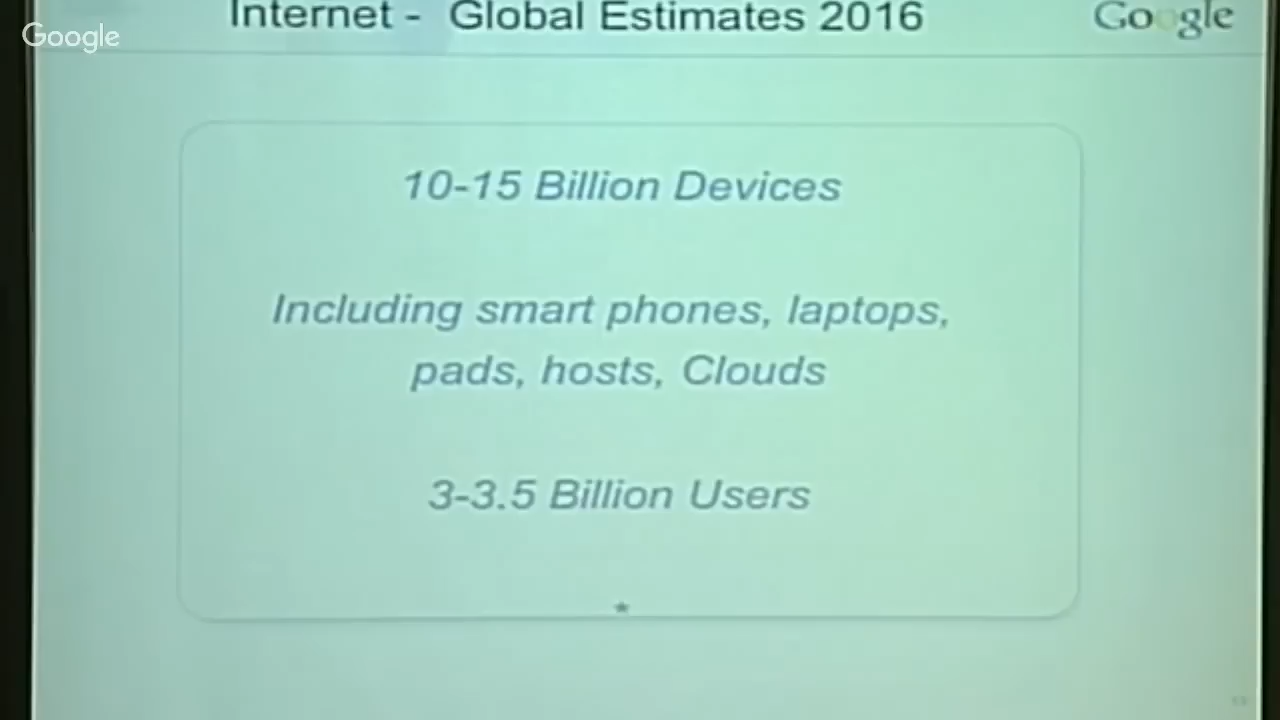 Internet - Global Estimates 2016
Google
Google
10-15 Billion Devices
Including smart phones, laptops,
pads, hosts, Clouds
3-3.5 Billion Users
*